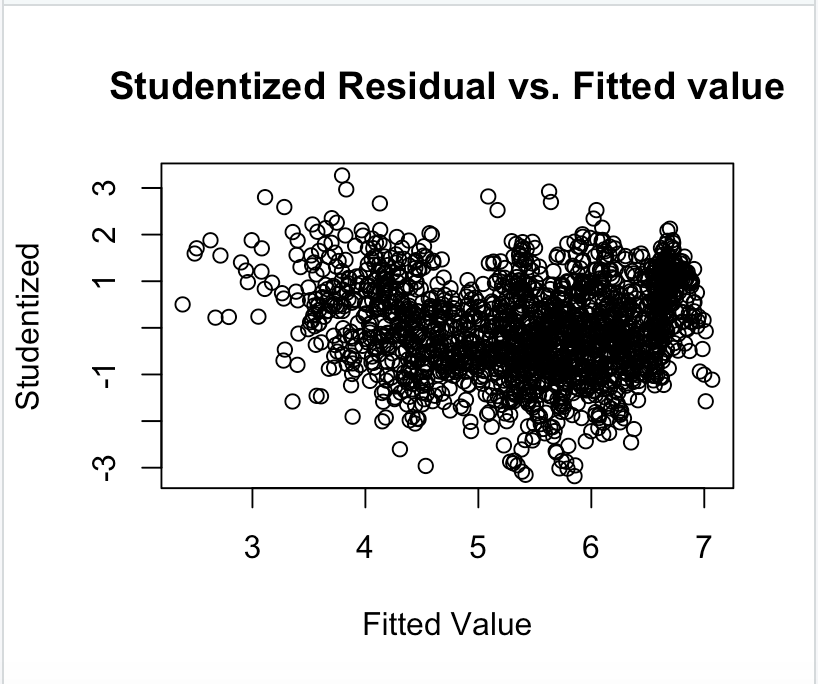 Studentized Residual vs. Fitted value
3
2
1
-1
-3
Studentized
3 4 5 6 7
Fitted Value